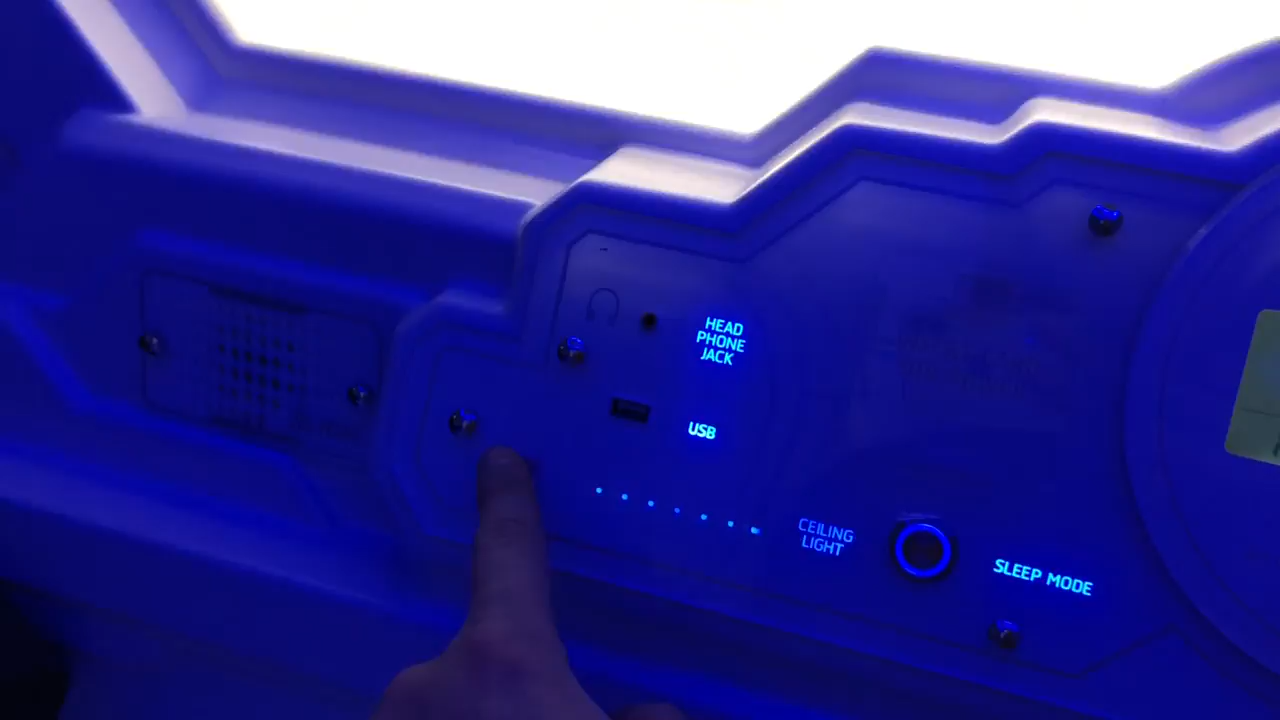 HEAD
PHONE
JACK
USB
CEILING
LIGHT
SLEEP MODE